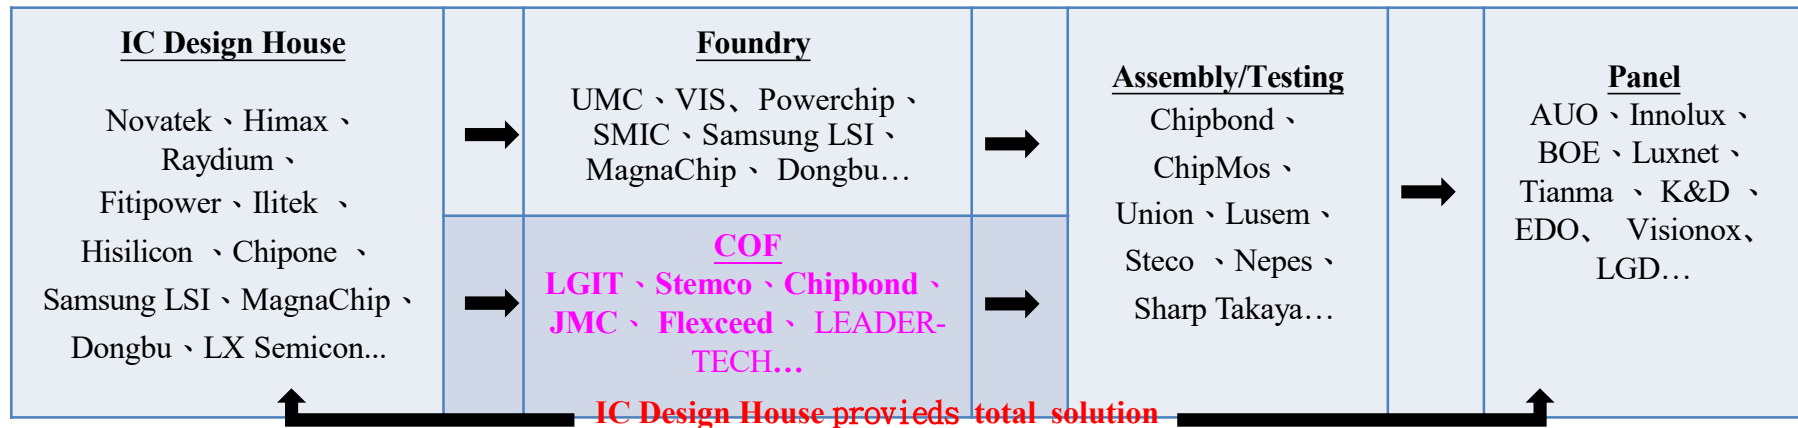 IC Design House
Novatek、Himax、
Raydium、
Fitipower、Ilitek 、
Hisilicon 、Chipone 、
Samsung LSI、MagnaChip、
Dongbu、LX Semicon...
Foundry
UMC、VIS、Powerchip、
SMIC、Samsung LSI、
MagnaChip、 Dongbu…
COF
LGIT、Stemco、Chipbond、
JMC、 Flexceed、 LEADER-
TECH…
Assembly/Testing
Chipbond、
ChipMos、
Union、Lusem、
Steco 、Nepes、
Sharp Takaya…
Panel
AUO、Innolux、
BOE、Luxnet、
Tianma 、 K&D 、
EDO、 Visionox、
LGD…
IC Design House provieds total solution